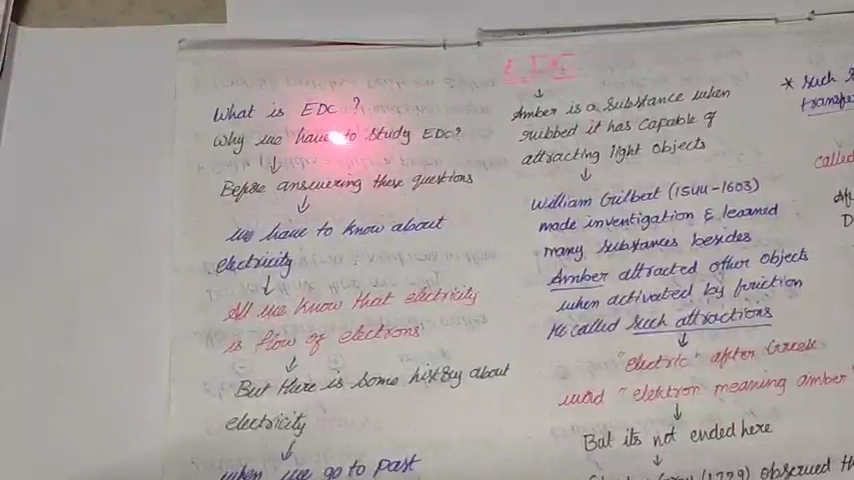 What is EDC ?
Why we have to study EDC?
Before answering these questions
we have to know about
electricity
All we know that electricity
is flow of electrons
But there is some history about
electricity
when we go to past
E.D.C
Amber is a substance when
rubbed it has capable of
attracting light objects
William Gilbert (1544-1603)
made investigation & learned
many substances besides
Amber attracted other objects
when activated by friction
He called such attractions
"electric" after Greek
word "elektron meaning amber"
But its not ended here
(1729) observed
* such
called